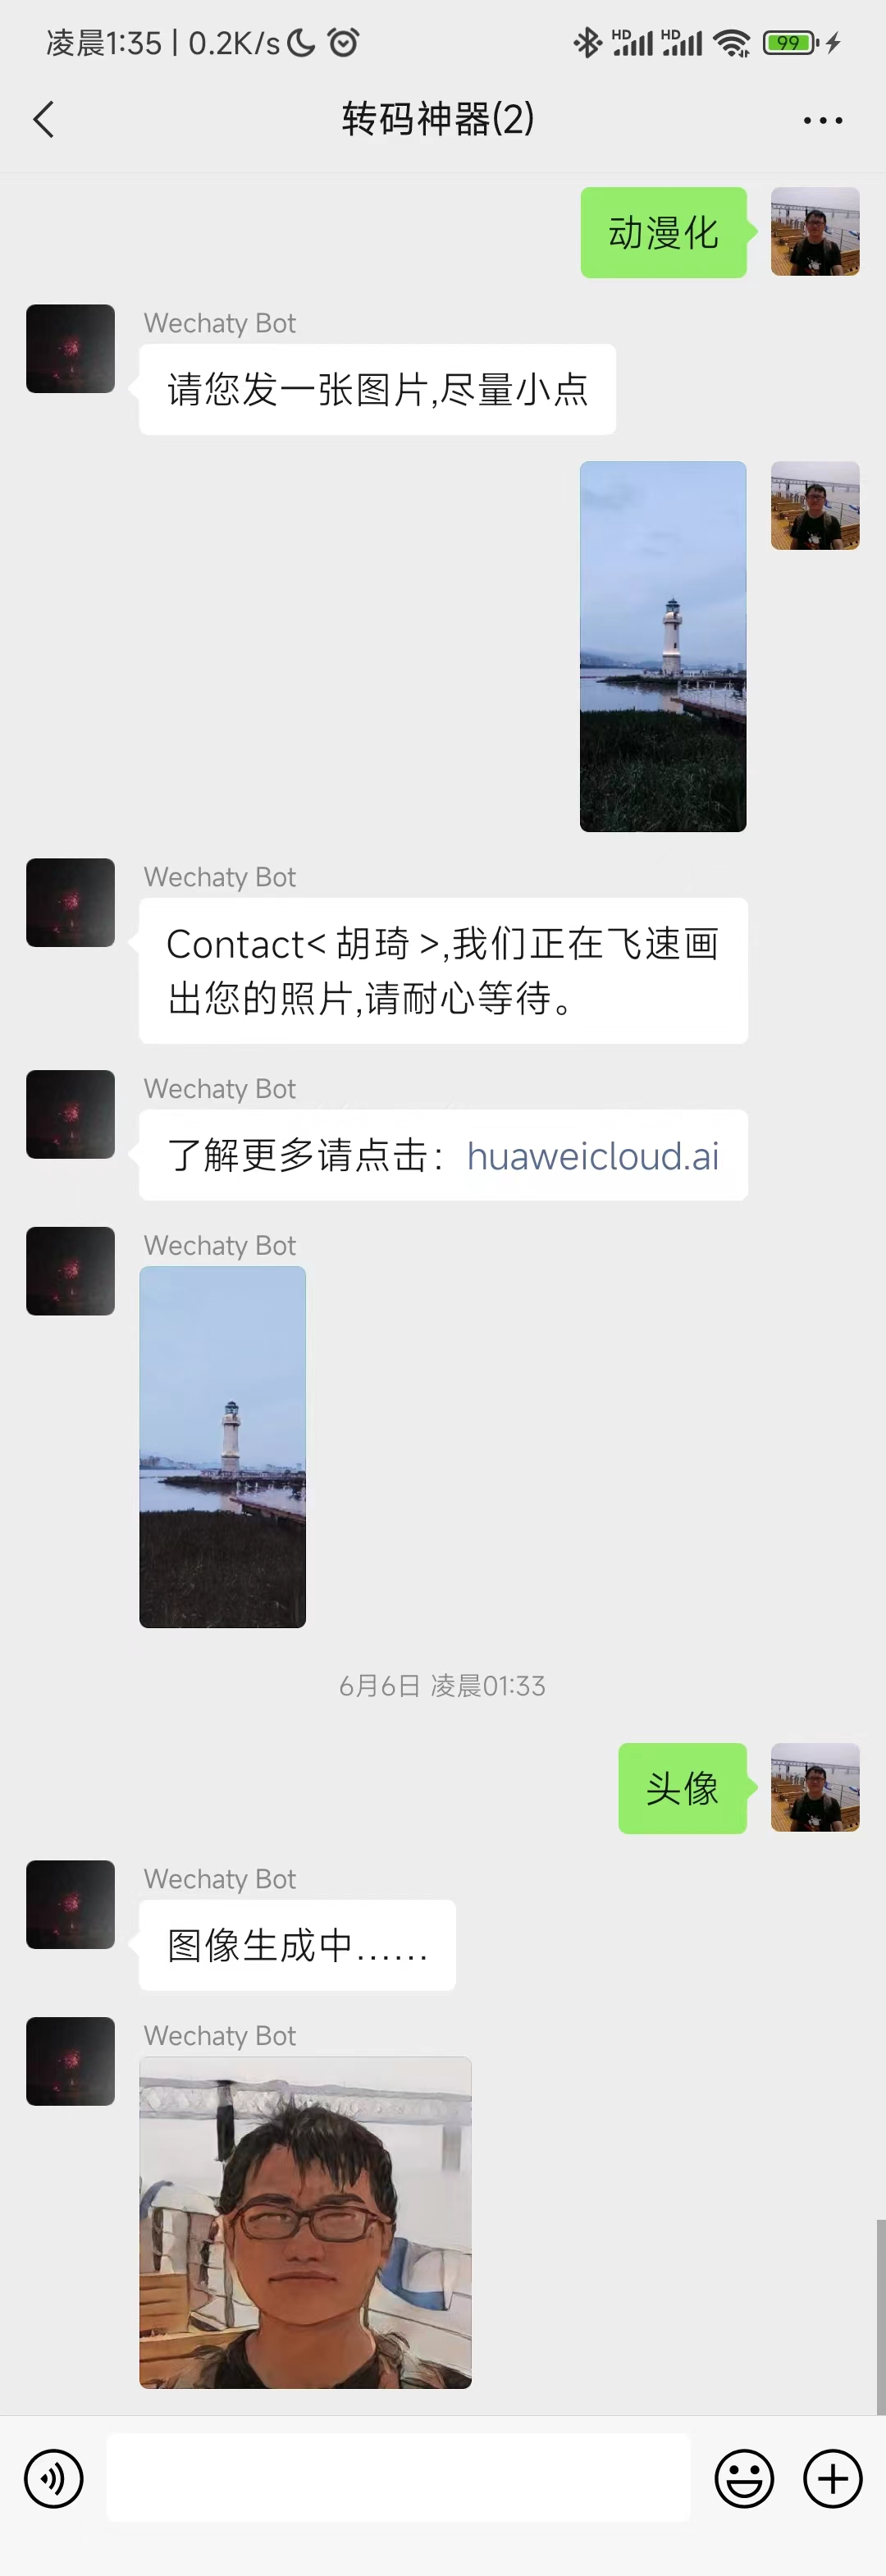 凌晨1:35 | 0.2K/s
HD HD 99
转码神器(2)
动漫化
Wechaty Bot
请您发一张图片,尽量小点
Wechaty Bot
Contact<胡琦>,我们正在飞速画
出您的照片,请耐心等待。
Wechaty Bot
了解更多请点击：huaweicloud.ai
Wechaty Bot
6月6日 凌晨01:33
头像
Wechaty Bot
图像生成中......
Wechaty Bot